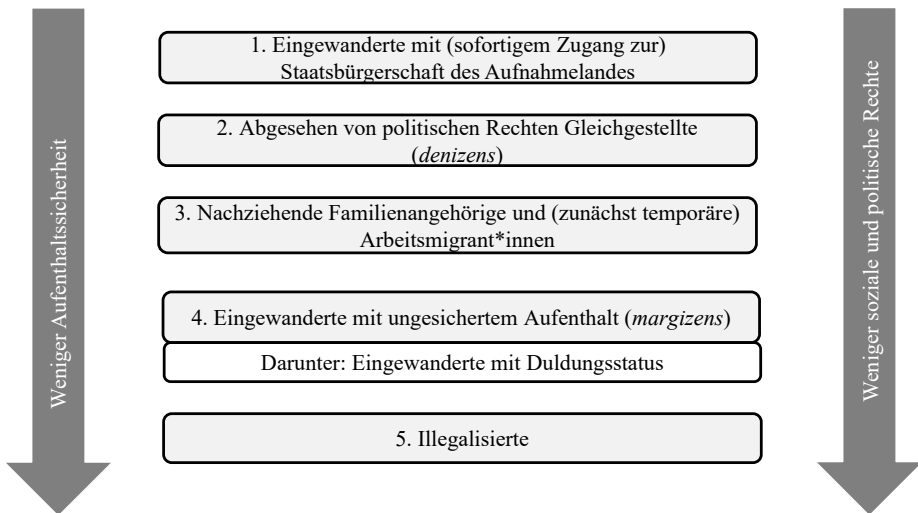 Weniger Aufenthaltssicherheit
1. Eingewanderte mit (sofortigem Zugang zur)
Staatsbürgerschaft des Aufnahmelandes
2. Abgesehen von politischen Rechten Gleichgestellte
(denizens)
3. Nachziehende Familienangehörige und (zunächst temporäre)
Arbeitsmigrant*innen
4. Eingewanderte mit ungesichertem Aufenthalt (margizens)
Darunter: Eingewanderte mit Duldungsstatus
5. Illegalisierte
Weniger soziale und politische Rechte